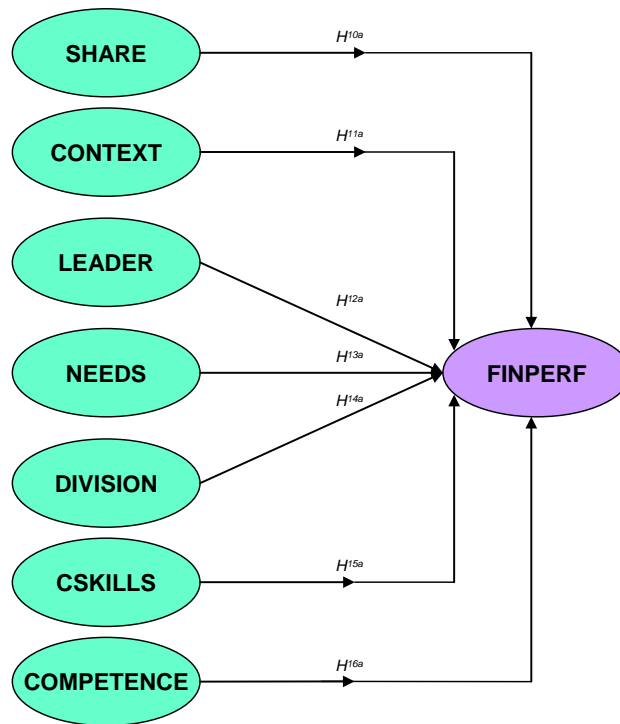 SHARE
H10a
CONTEXT
H11a
LEADER
H12a
NEEDS
H13a
FINPERF
H14a
DIVISION
CSKILLS
H15a
COMPETENCE
H16a